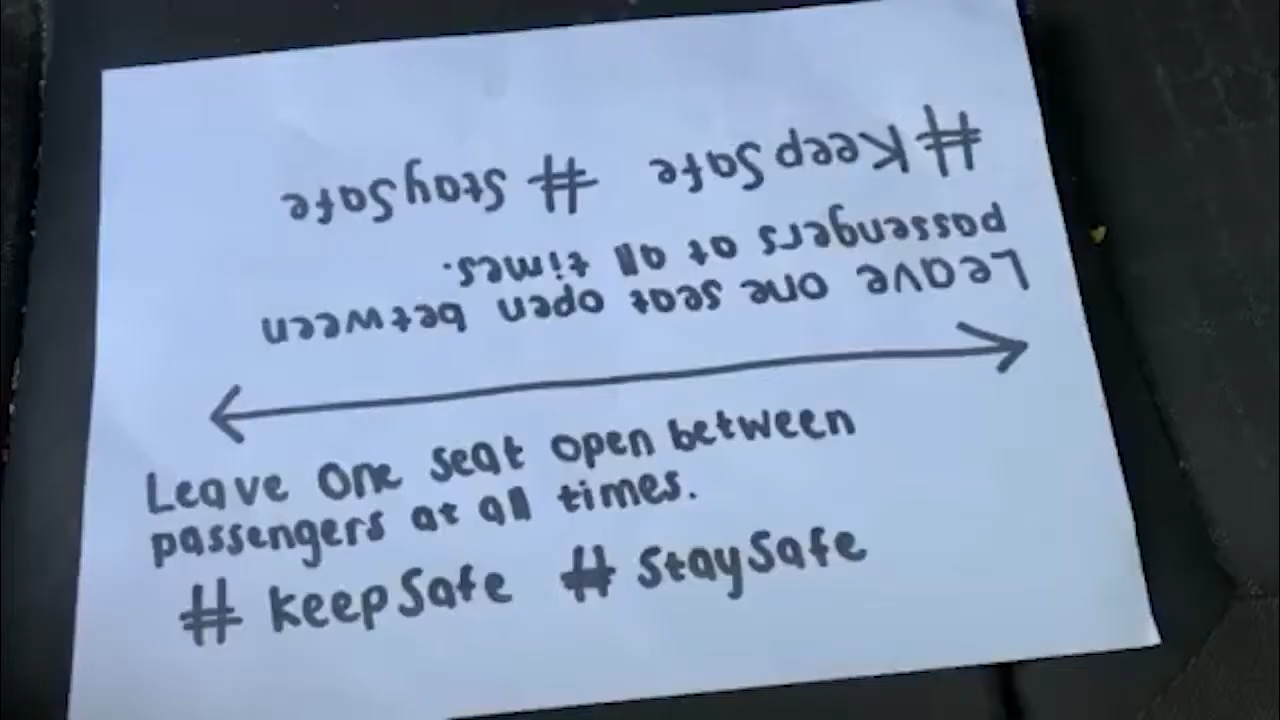 #KeepSafe #StaySafe
passengers at all times.
Leave one seat open between
Leave one seat open between
passengers at all times.
#keepSafe #StaySafe